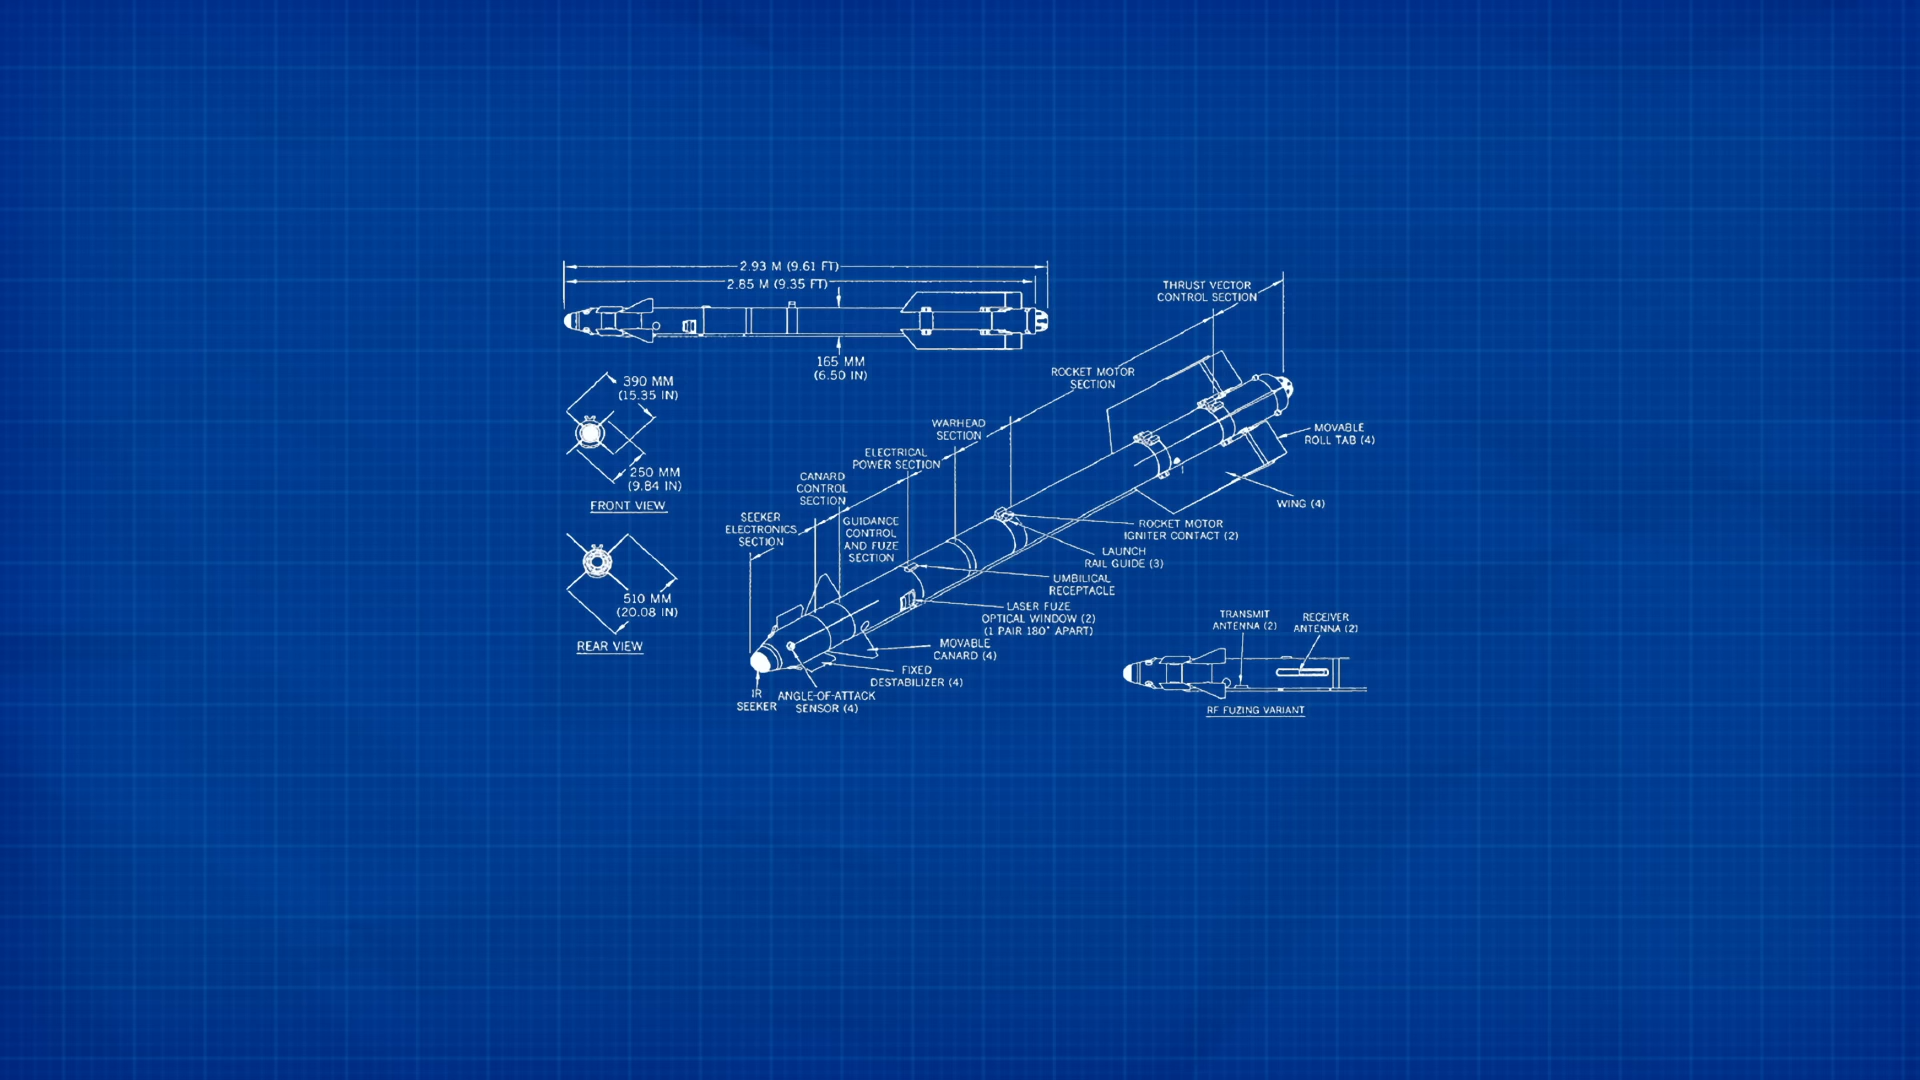 2.93 M (9.61 FT)
2.85 M (9.35 FT)
165 MM
(6.50 IN)
390 MM
(15.35 IN)
250 MM
(9.84 IN)
FRONT VIEW
510 MM
(20.08 IN)
REAR VIEW
THRUST VECTOR
CONTROL SECTION
ROCKET MOTOR
SECTION
WARHEAD
SECTION
ELECTRICAL
POWER SECTION
CANARD
CONTROL
SECTION
SEEKER
ELECTRONICS
SECTION
GUIDANCE
CONTROL
AND FUZE
SECTION
MOVABLE
ROLL TAB (4)
WING (4)
ROCKET MOTOR
IGNITER CONTACT (2)
LAUNCH
RAIL GUIDE (3)
UMBILICAL
RECEPTACLE
LASER FUZE
OPTICAL WINDOW (2)
(1 PAIR 180° APART)
MOVABLE
CANARD (4)
FIXED
DESTABILIZER (4)
ANGLE-OF-ATTACK
SENSOR (4)
IR
SEEKER
TRANSMIT
ANTENNA (2)
RECEIVER
ANTENNA (2)
RF FUZING VARIANT